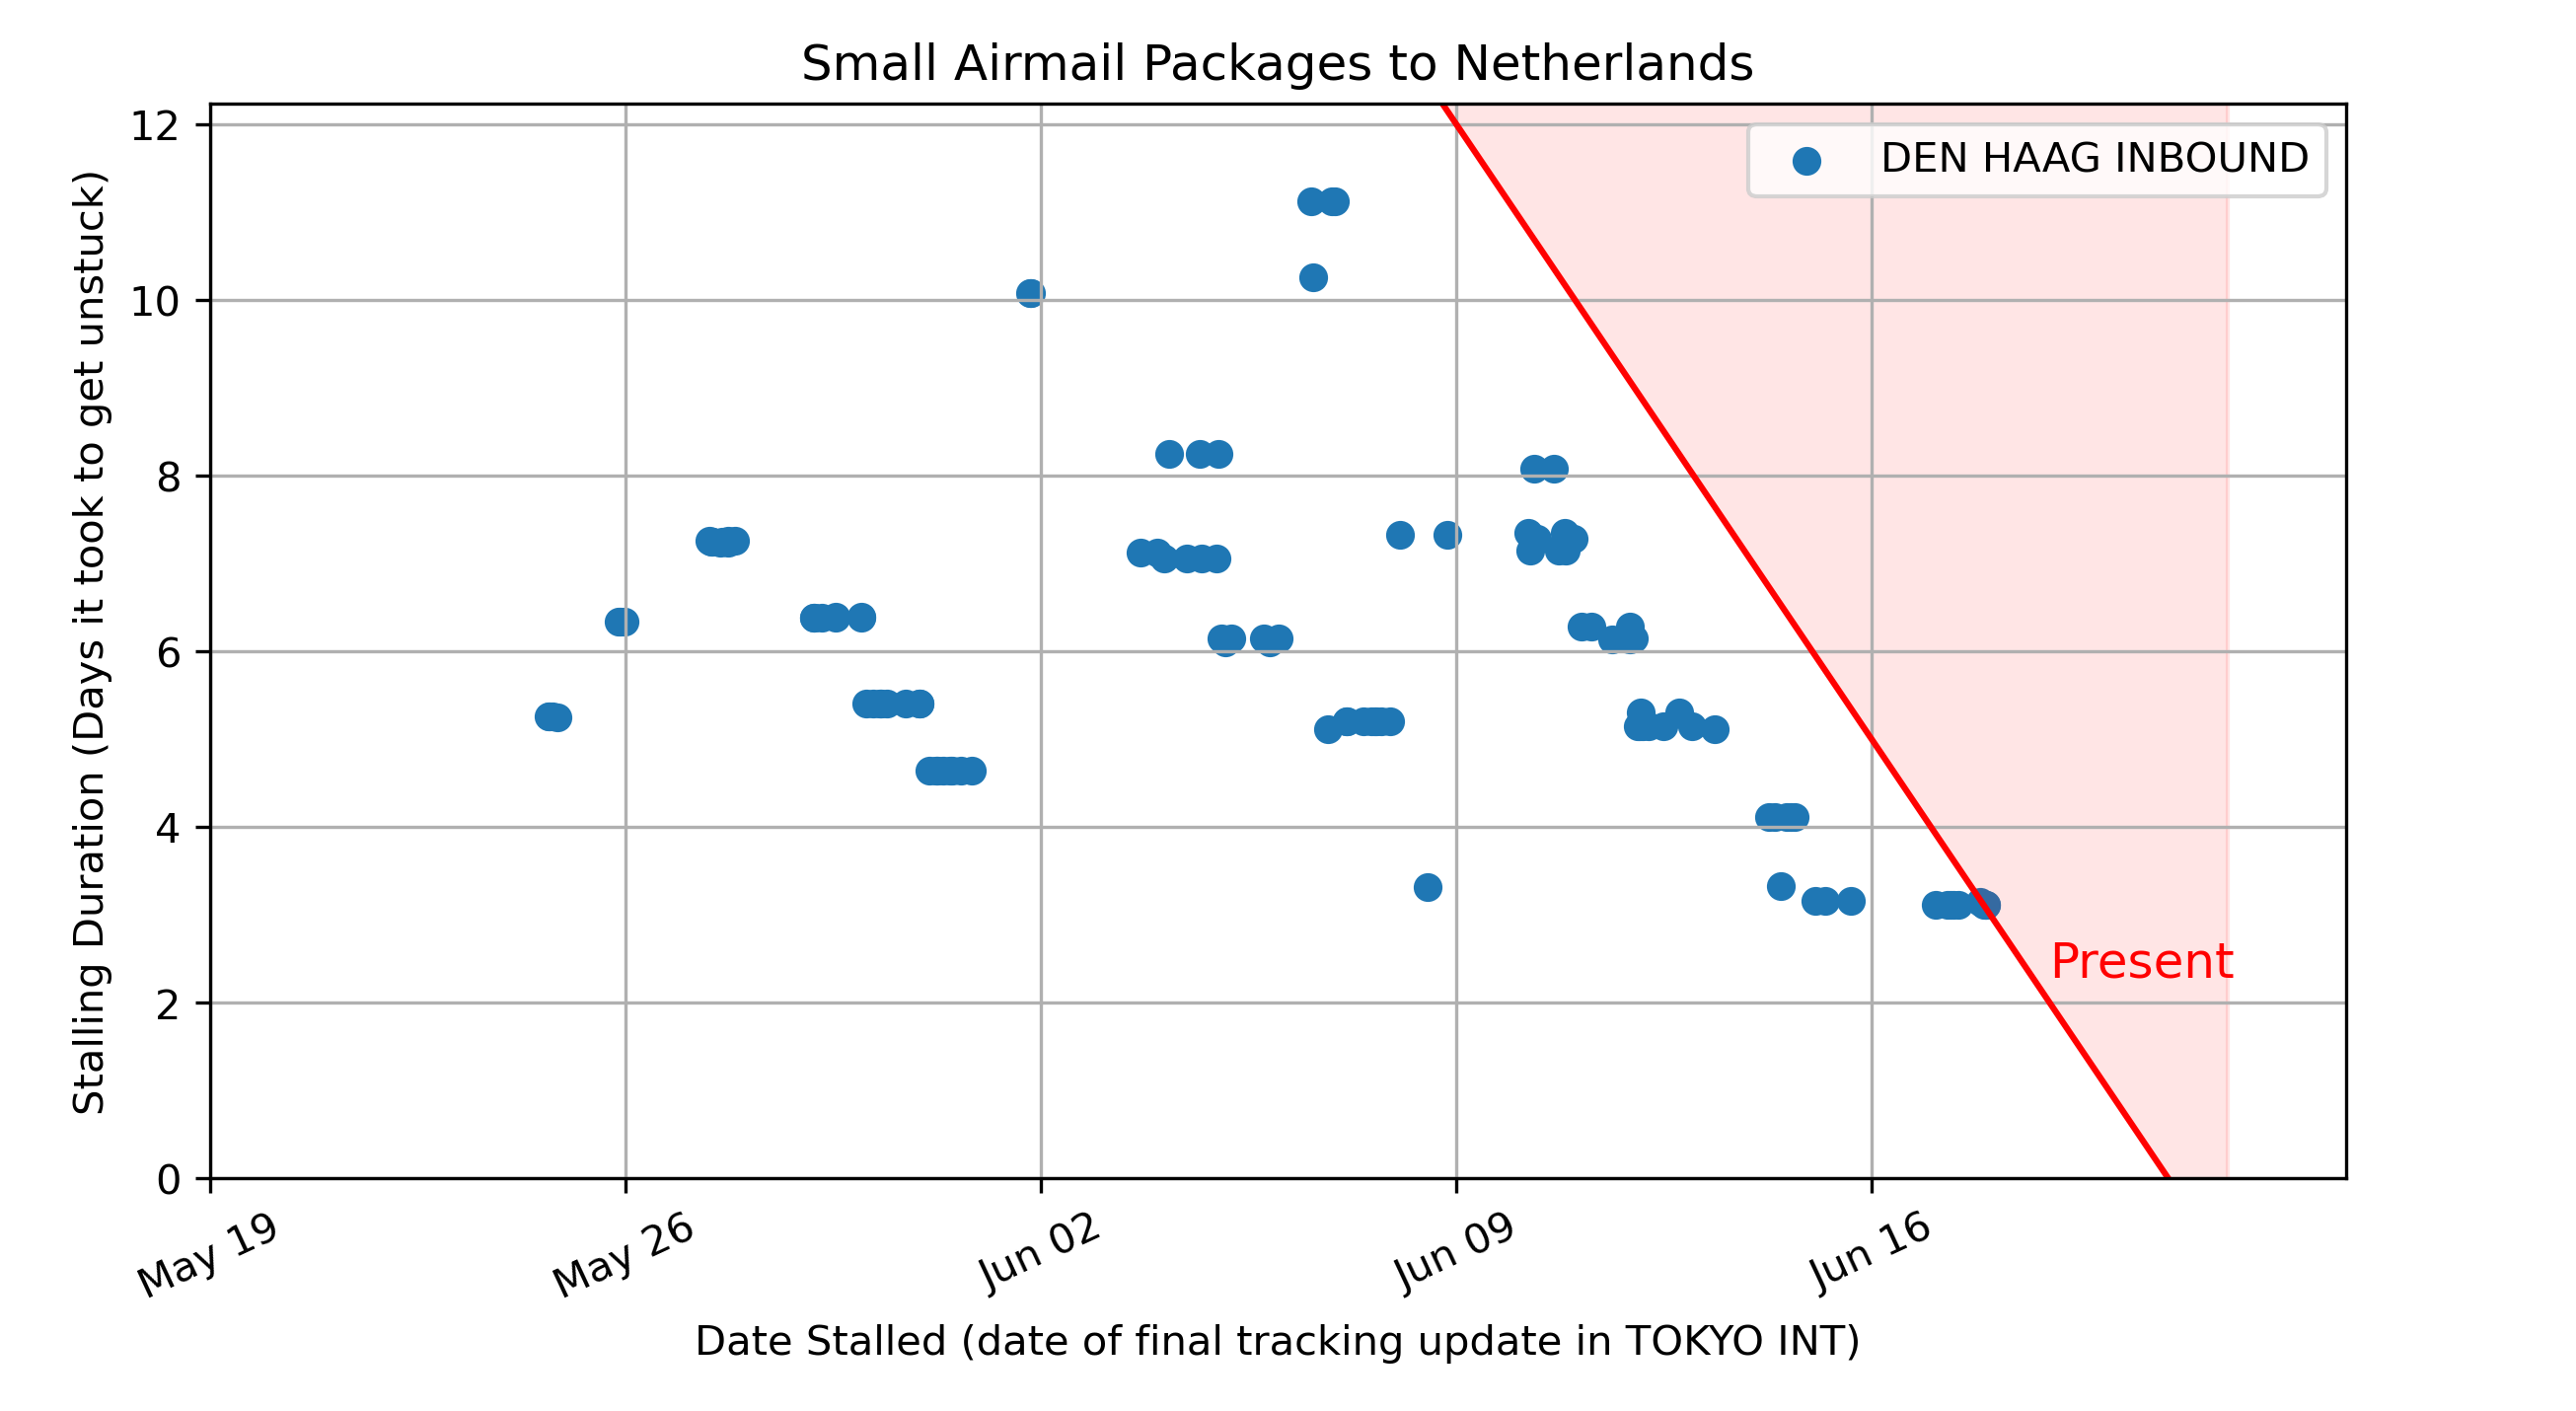 Small Airmail Packages to Netherlands
Stalling Duration (Days it took to get unstuck)
12
10
8
6
4
2
0
DEN HAAG INBOUND
Present
May 19
May 26
Jun 02
Jun 09
Jun 16
Date Stalled (date of final tracking update in TOKYO INT)